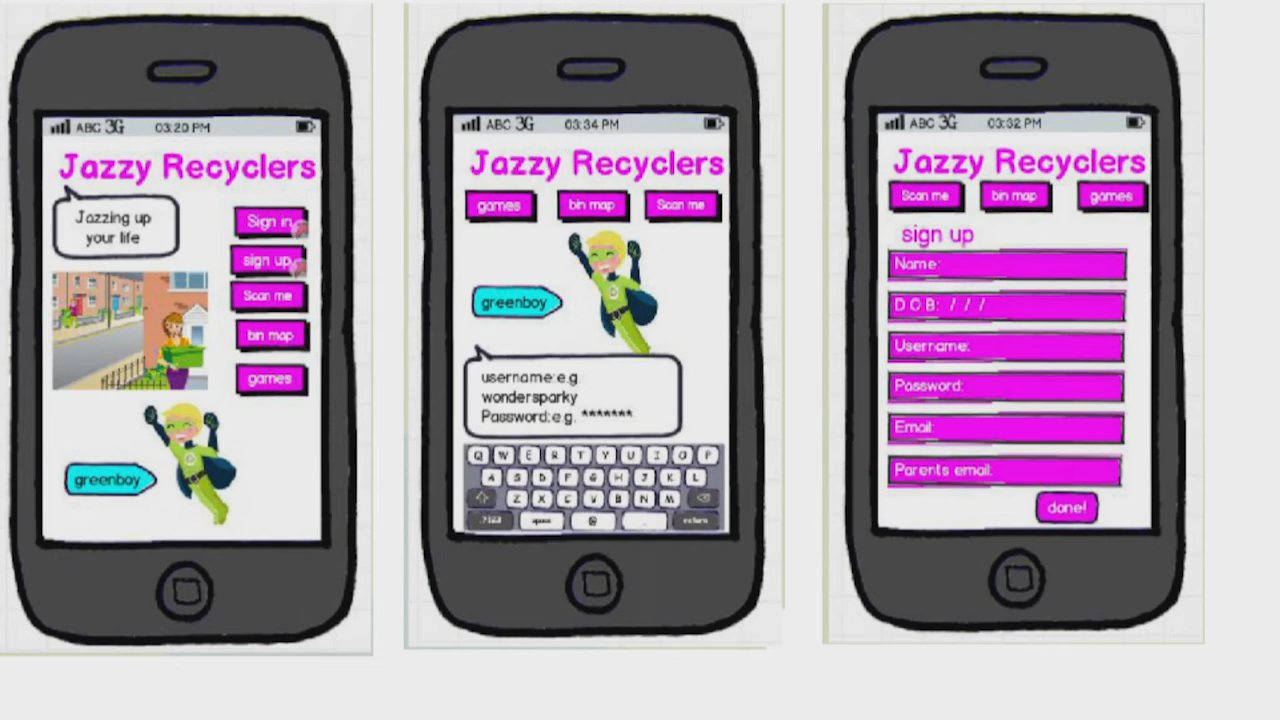 ABC 3G 03:20 PM
Jazzy Recyclers
Jazzing up
your life
Sign in
sign up
Scan me
bin map
games
greenboy
ABC 3G 03:34 PM
Jazzy Recyclers
games bin map Scan me
greenboy
username:e.g.
wondersparky
Password:e.g. *******
Q W E R T Y U I O P
A S D F G H J K L
Z X C V B N M
.?123 space @ . return
ABC 3G 03:32 PM
Jazzy Recyclers
Scan me bin map games
sign up
Name:
D O B: / / /
Username:
Password:
Email:
Parents email:
done!